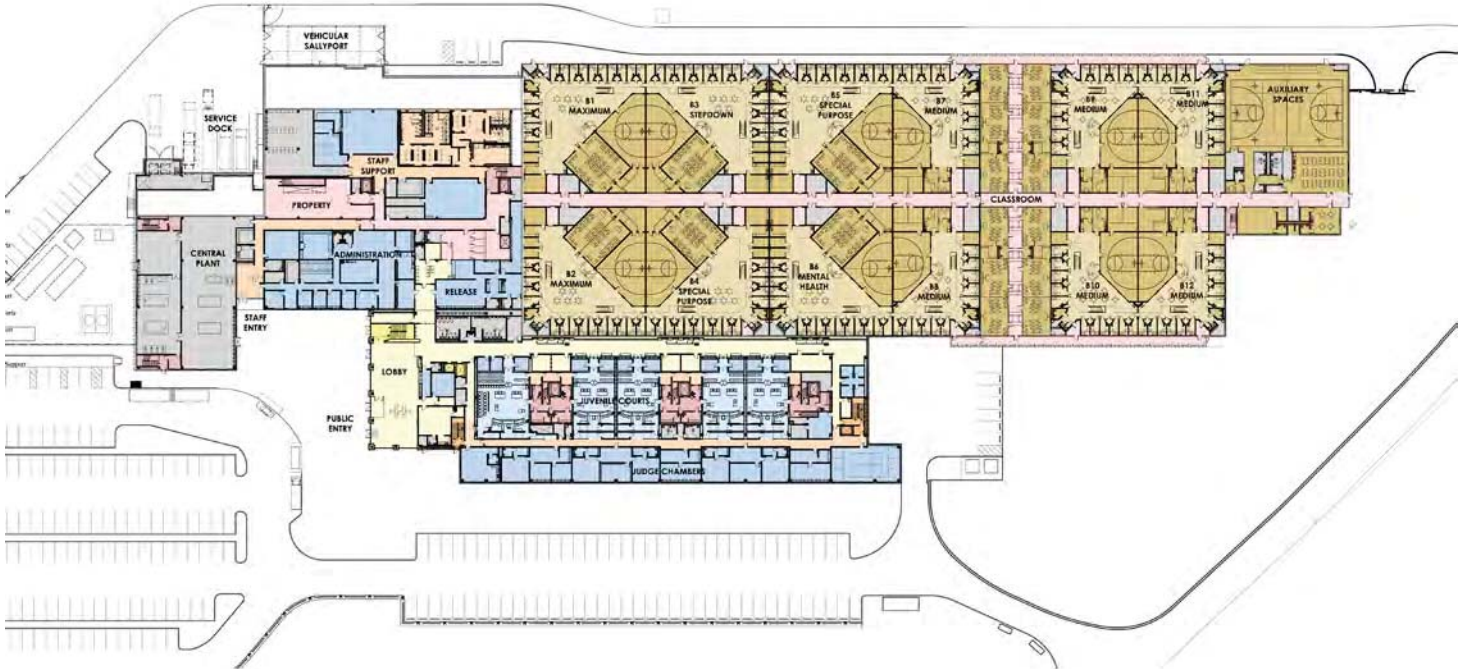 VEHICULAR
SALLYPORT
SERVICE
DOCK
STAFF
SUPPORT
PROPERTY
CENTRAL
PLANT
ADMINISTRATION
RELEASE
STAFF
ENTRY
LOBBY
PUBLIC
ENTRY
JUVENILE COURTS
JUDGE CHAMBERS
B1
MAXIMUM
B3
STEPDOWN
B5
SPECIAL
PURPOSE
B7
MEDIUM
B9
MEDIUM
B11
MEDIUM
AUXILIARY
SPACES
CLASSROOM
B2
MAXIMUM
B4
SPECIAL
PURPOSE
B6
MENTAL
HEALTH
B8
MEDIUM
B10
MEDIUM
B12
MEDIUM